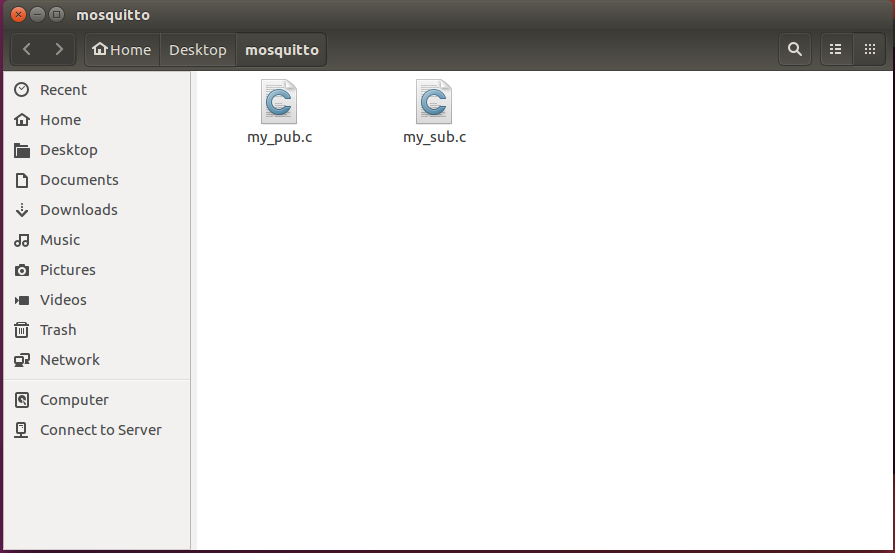 mosquitto
Home Desktop mosquitto
Recent
Home
Desktop
Documents
Downloads
Music
Pictures
Videos
Trash
Network
Computer
Connect to Server
my_pub.c my_sub.c